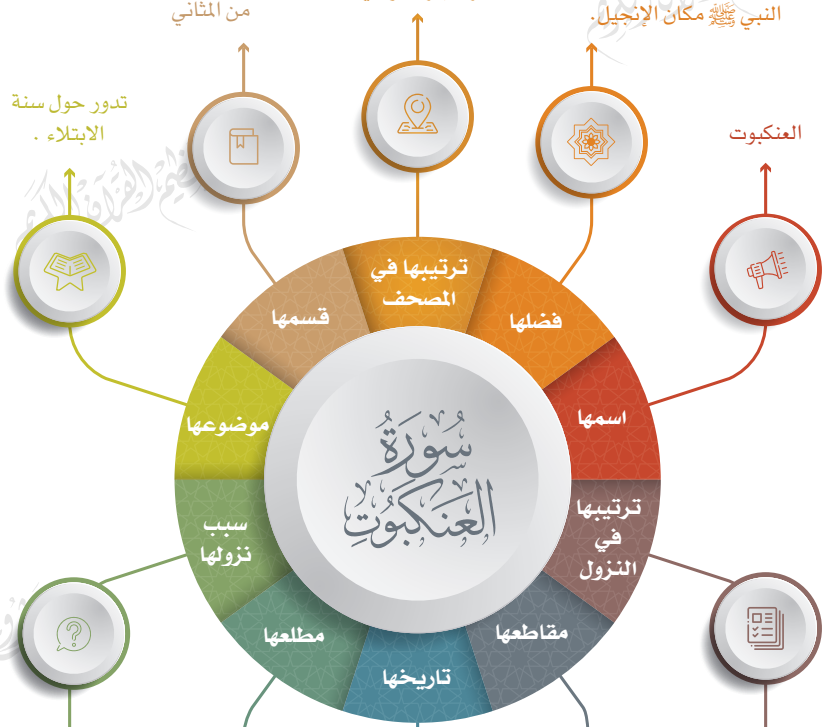 من المثاني
النبي ﷺ مكان الإنجيل.
تدور حول سنة
الابتلاء .
العنكبوت
ترتيبها في
المصحف
فضلها
قسمها
اسمها
موضوعها
سُورَةُ
العَنكَبُوتِ
ترتيبها
في
النزول
سبب
نزولها
مقاطعها
مطلعها
تاريخها